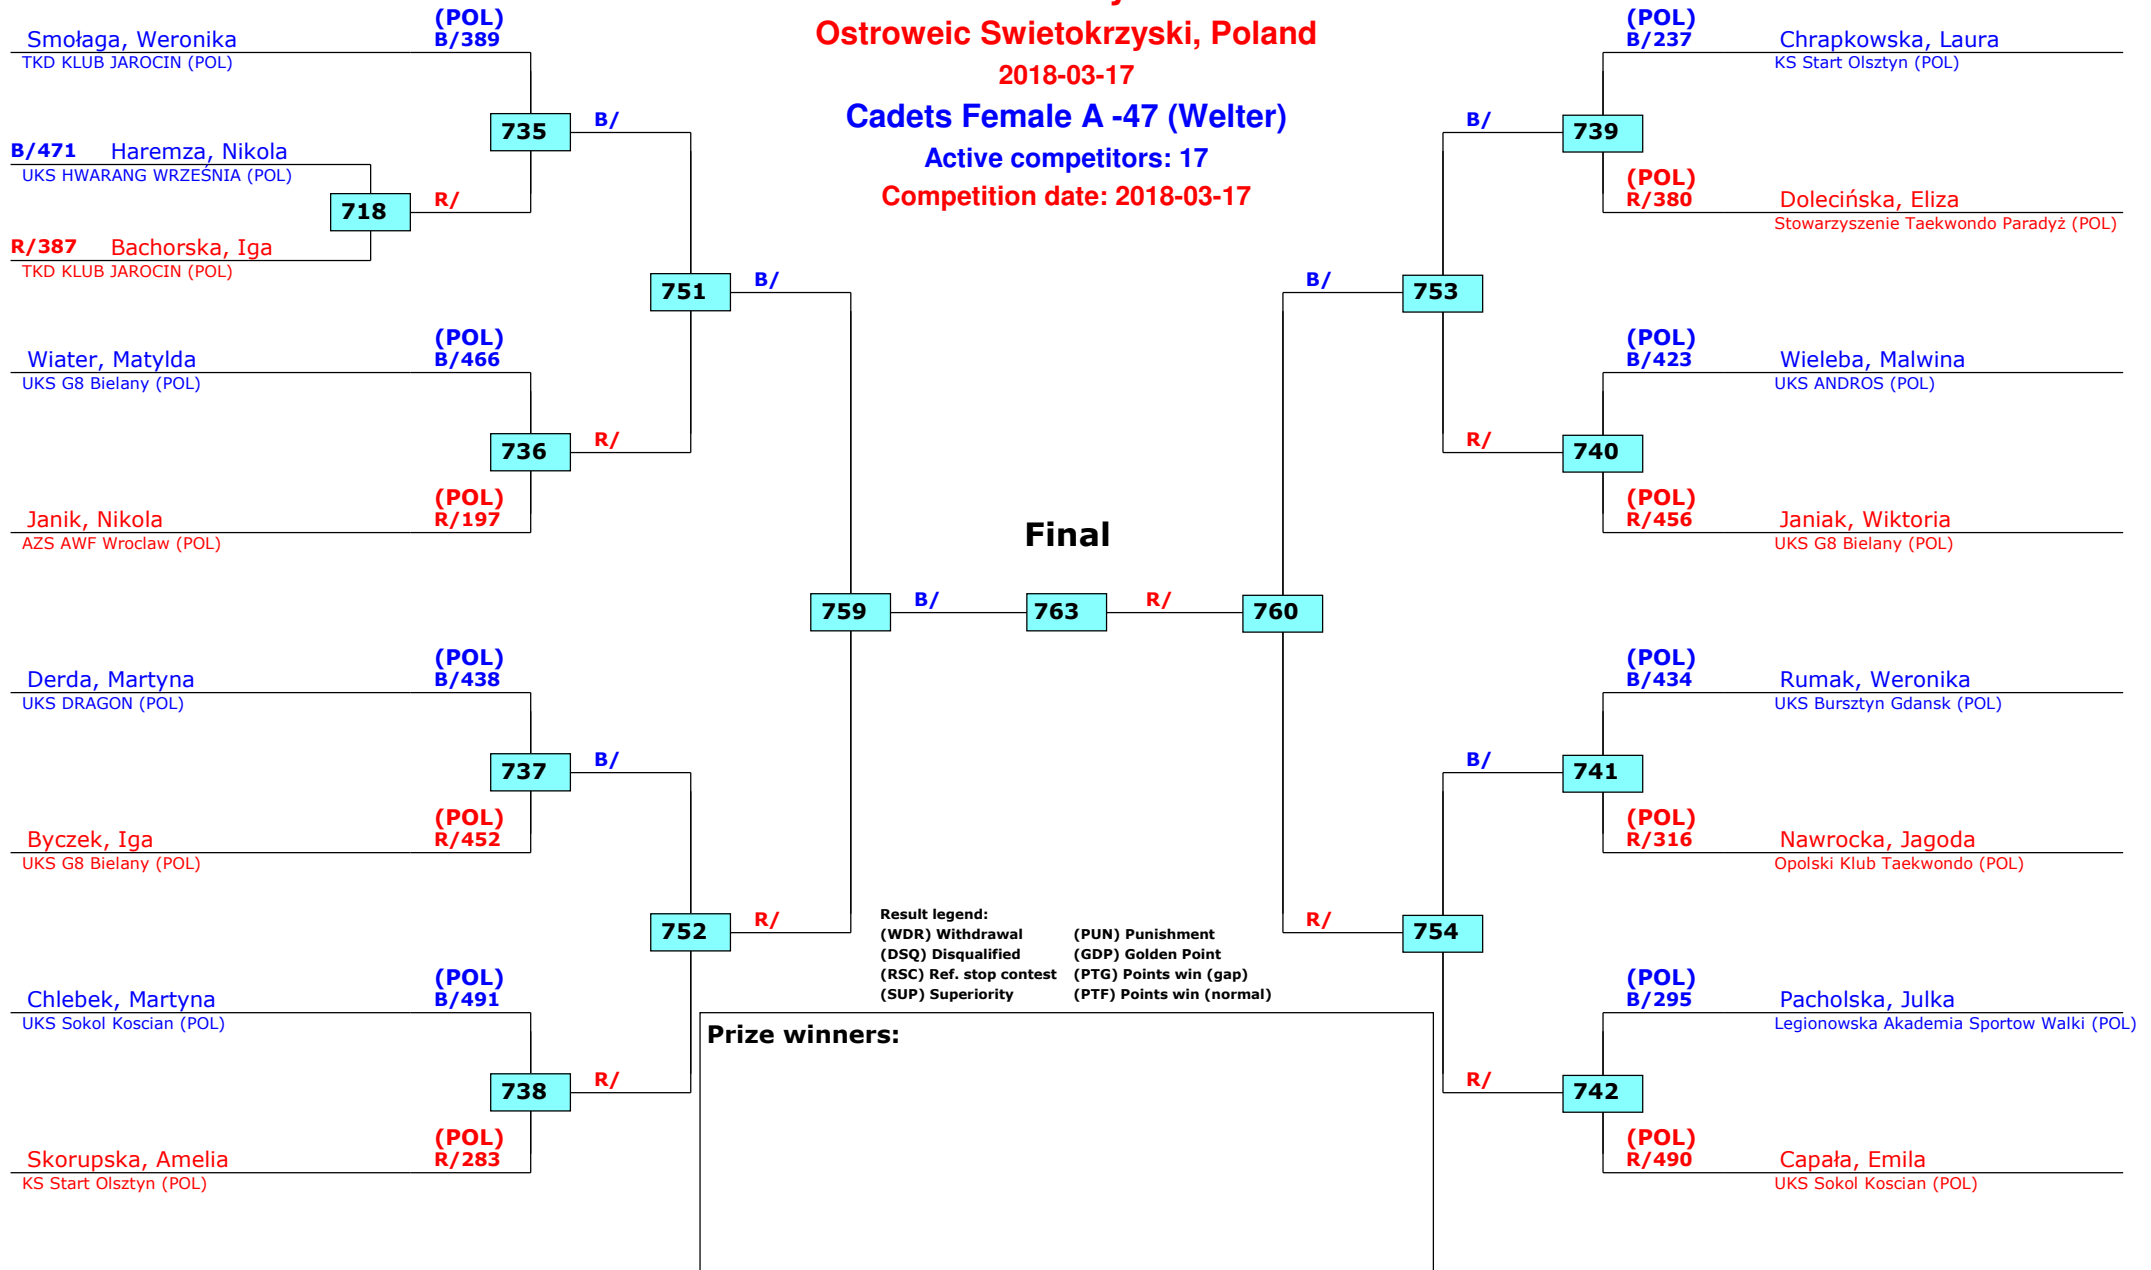 Ostroweic Swietokrzyski, Poland
2018-03-17
Cadets Female A -47 (Welter)
Active competitors: 17
Competition date: 2018-03-17
(POL)
Smołaga, Weronika B/389
TKD KLUB JAROCIN (POL)
735
B/
B/471 Haremza, Nikola
UKS HWARANG WRZEŚNIA (POL)
718
R/
R/387 Bachorska, Iga
TKD KLUB JAROCIN (POL)
751
B/
(POL)
Wiater, Matylda B/466
UKS G8 Bielany (POL)
736
R/
(POL)
Janik, Nikola R/197
AZS AWF Wroclaw (POL)
Final
759
B/
763
R/
760
(POL)
Derda, Martyna B/438
UKS DRAGON (POL)
737
B/
(POL)
Byczek, Iga R/452
UKS G8 Bielany (POL)
752
R/
(POL)
Chlebek, Martyna B/491
UKS Sokol Koscian (POL)
738
R/
(POL)
Skorupska, Amelia R/283
KS Start Olsztyn (POL)
(POL)
B/237 Chrapkowska, Laura
KS Start Olsztyn (POL)
B/
739
(POL)
R/380 Dolecińska, Eliza
Stowarzyszenie Taekwondo Paradyż (POL)
B/
753
(POL)
B/423 Wieleba, Malwina
UKS ANDROS (POL)
R/
740
(POL)
R/456 Janiak, Wiktoria
UKS G8 Bielany (POL)
(POL)
B/434 Rumak, Weronika
UKS Bursztyn Gdansk (POL)
B/
741
(POL)
R/316 Nawrocka, Jagoda
Opolski Klub Taekwondo (POL)
R/
754
(POL)
B/295 Pacholska, Julka
Legionowska Akademia Sportow Walki (POL)
R/
742
(POL)
R/490 Capała, Emila
UKS Sokol Koscian (POL)
Result legend:
(WDR) Withdrawal (PUN) Punishment
(DSQ) Disqualified (GDP) Golden Point
(RSC) Ref. stop contest (PTG) Points win (gap)
(SUP) Superiority (PTF) Points win (normal)
Prize winners: